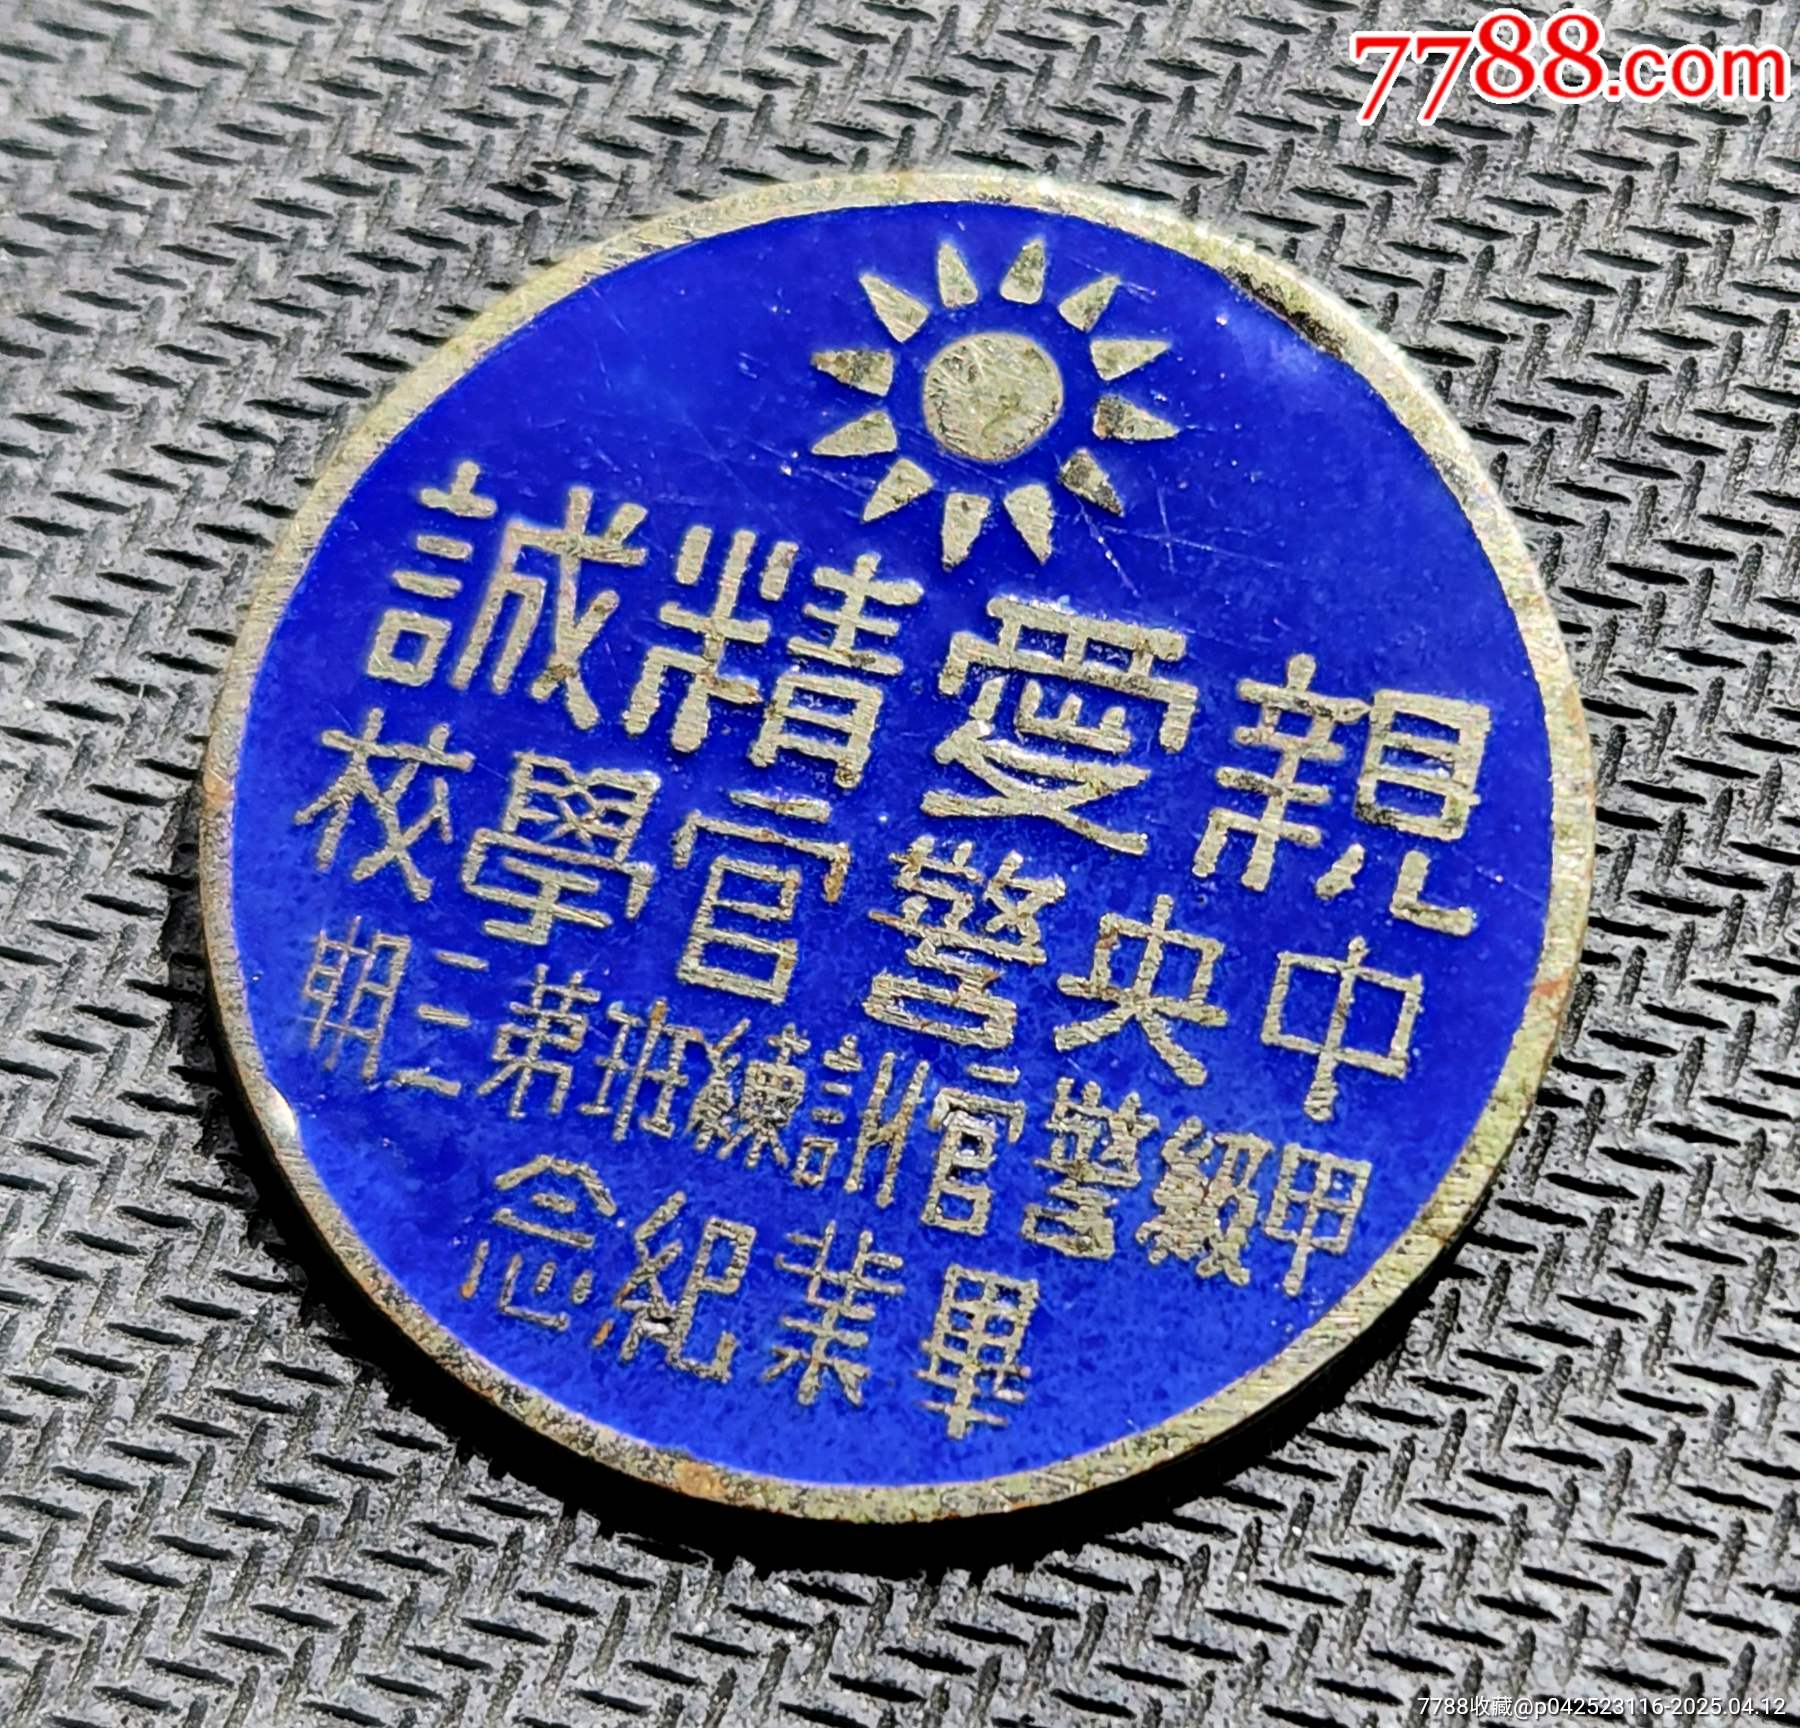 7788.com
親愛精誠
中央警官學校
甲級警官訓練班第三期
畢業紀念
7788收藏@p042523116-2025.04.12